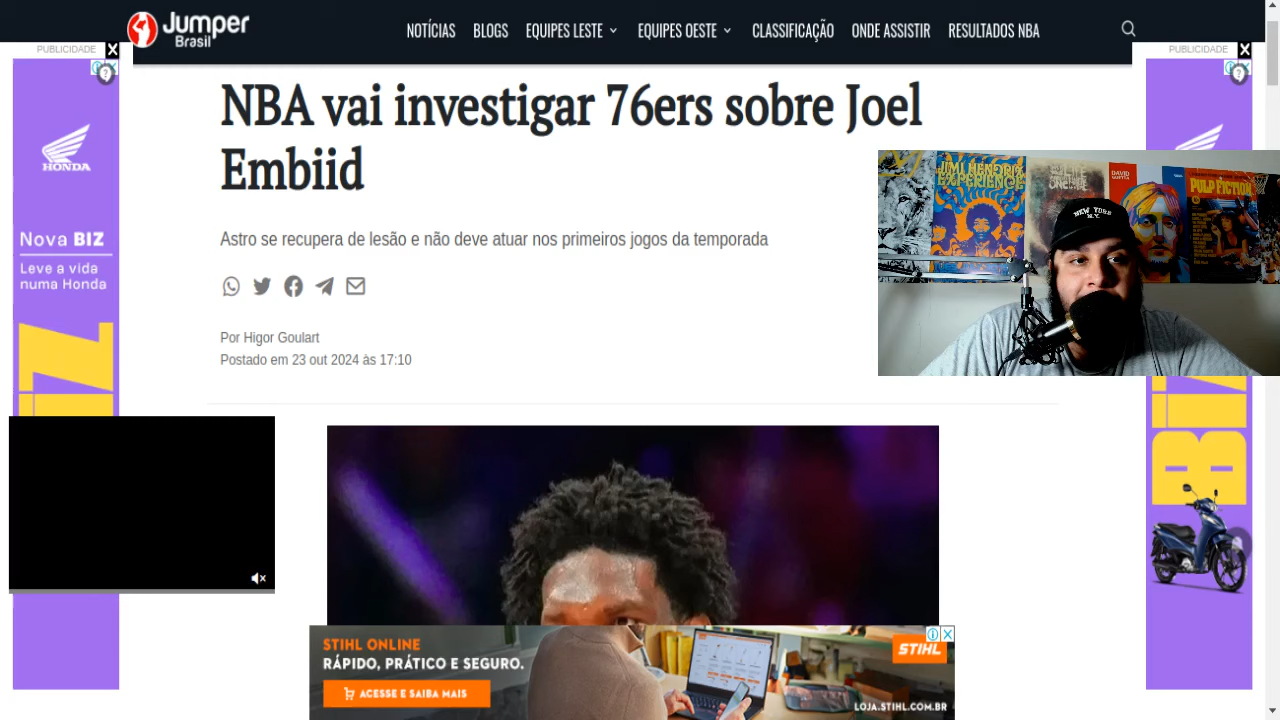 Jumper
Brasil
NOTÍCIAS BLOGS EQUIPES LESTE EQUIPES OESTE CLASSIFICAÇÃO ONDE ASSISTIR RESULTADOS NBA
PUBLICIDADE X
PUBLICIDADE X
NBA vai investigar 76ers sobre Joel
Embiid
Astro se recupera de lesão e não deve atuar nos primeiros jogos da temporada
Por Higor Goulart
Postado em 23 out 2024 às 17:10
HONDA
Nova BIZ
Leve a vida
numa Honda
BIZ
JIMI HENDRIX
EXPERIENCE
DAVID
PULP FICTION
NEW YORK
N.Y.
BIZ
STIHL ONLINE
RÁPIDO, PRÁTICO E SEGURO.
ACESSE E SAIBA MAIS
STIHL
LOJA.STIHL.COM.BR